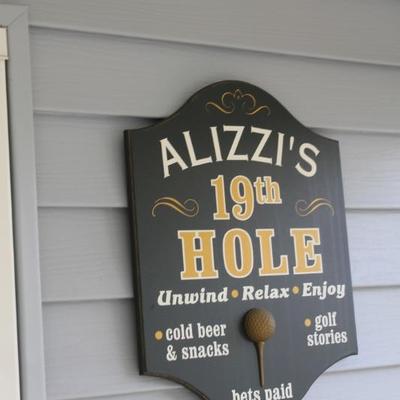 ALIZZI'S
19th
HOLE
Unwind • Relax • Enjoy
• cold beer
& snacks
• golf
stories
bets paid